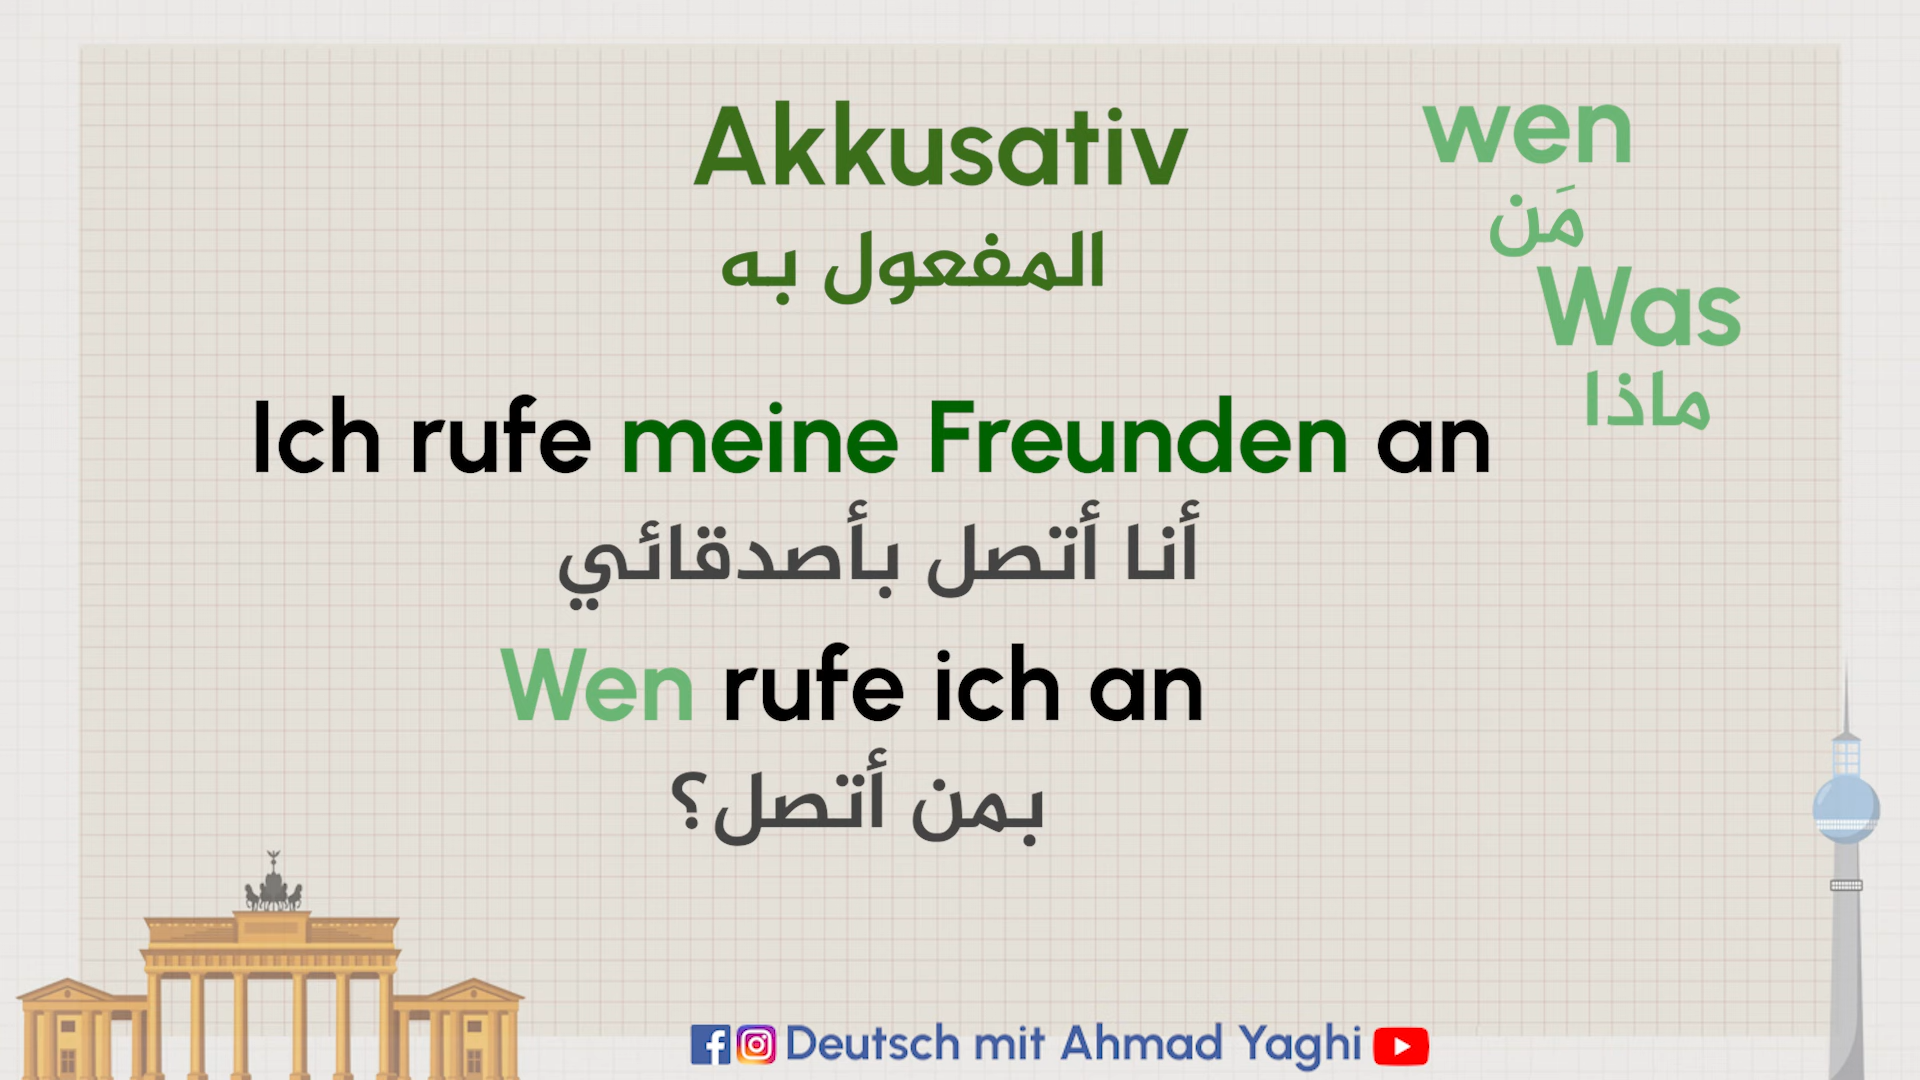 Akkusativ
المفعول به
wen
مَن
Was
ماذا
Ich rufe meine Freunden an
أنا أتصل بأصدقائي
Wen rufe ich an
بمن أتصل؟
Deutsch mit Ahmad Yaghi